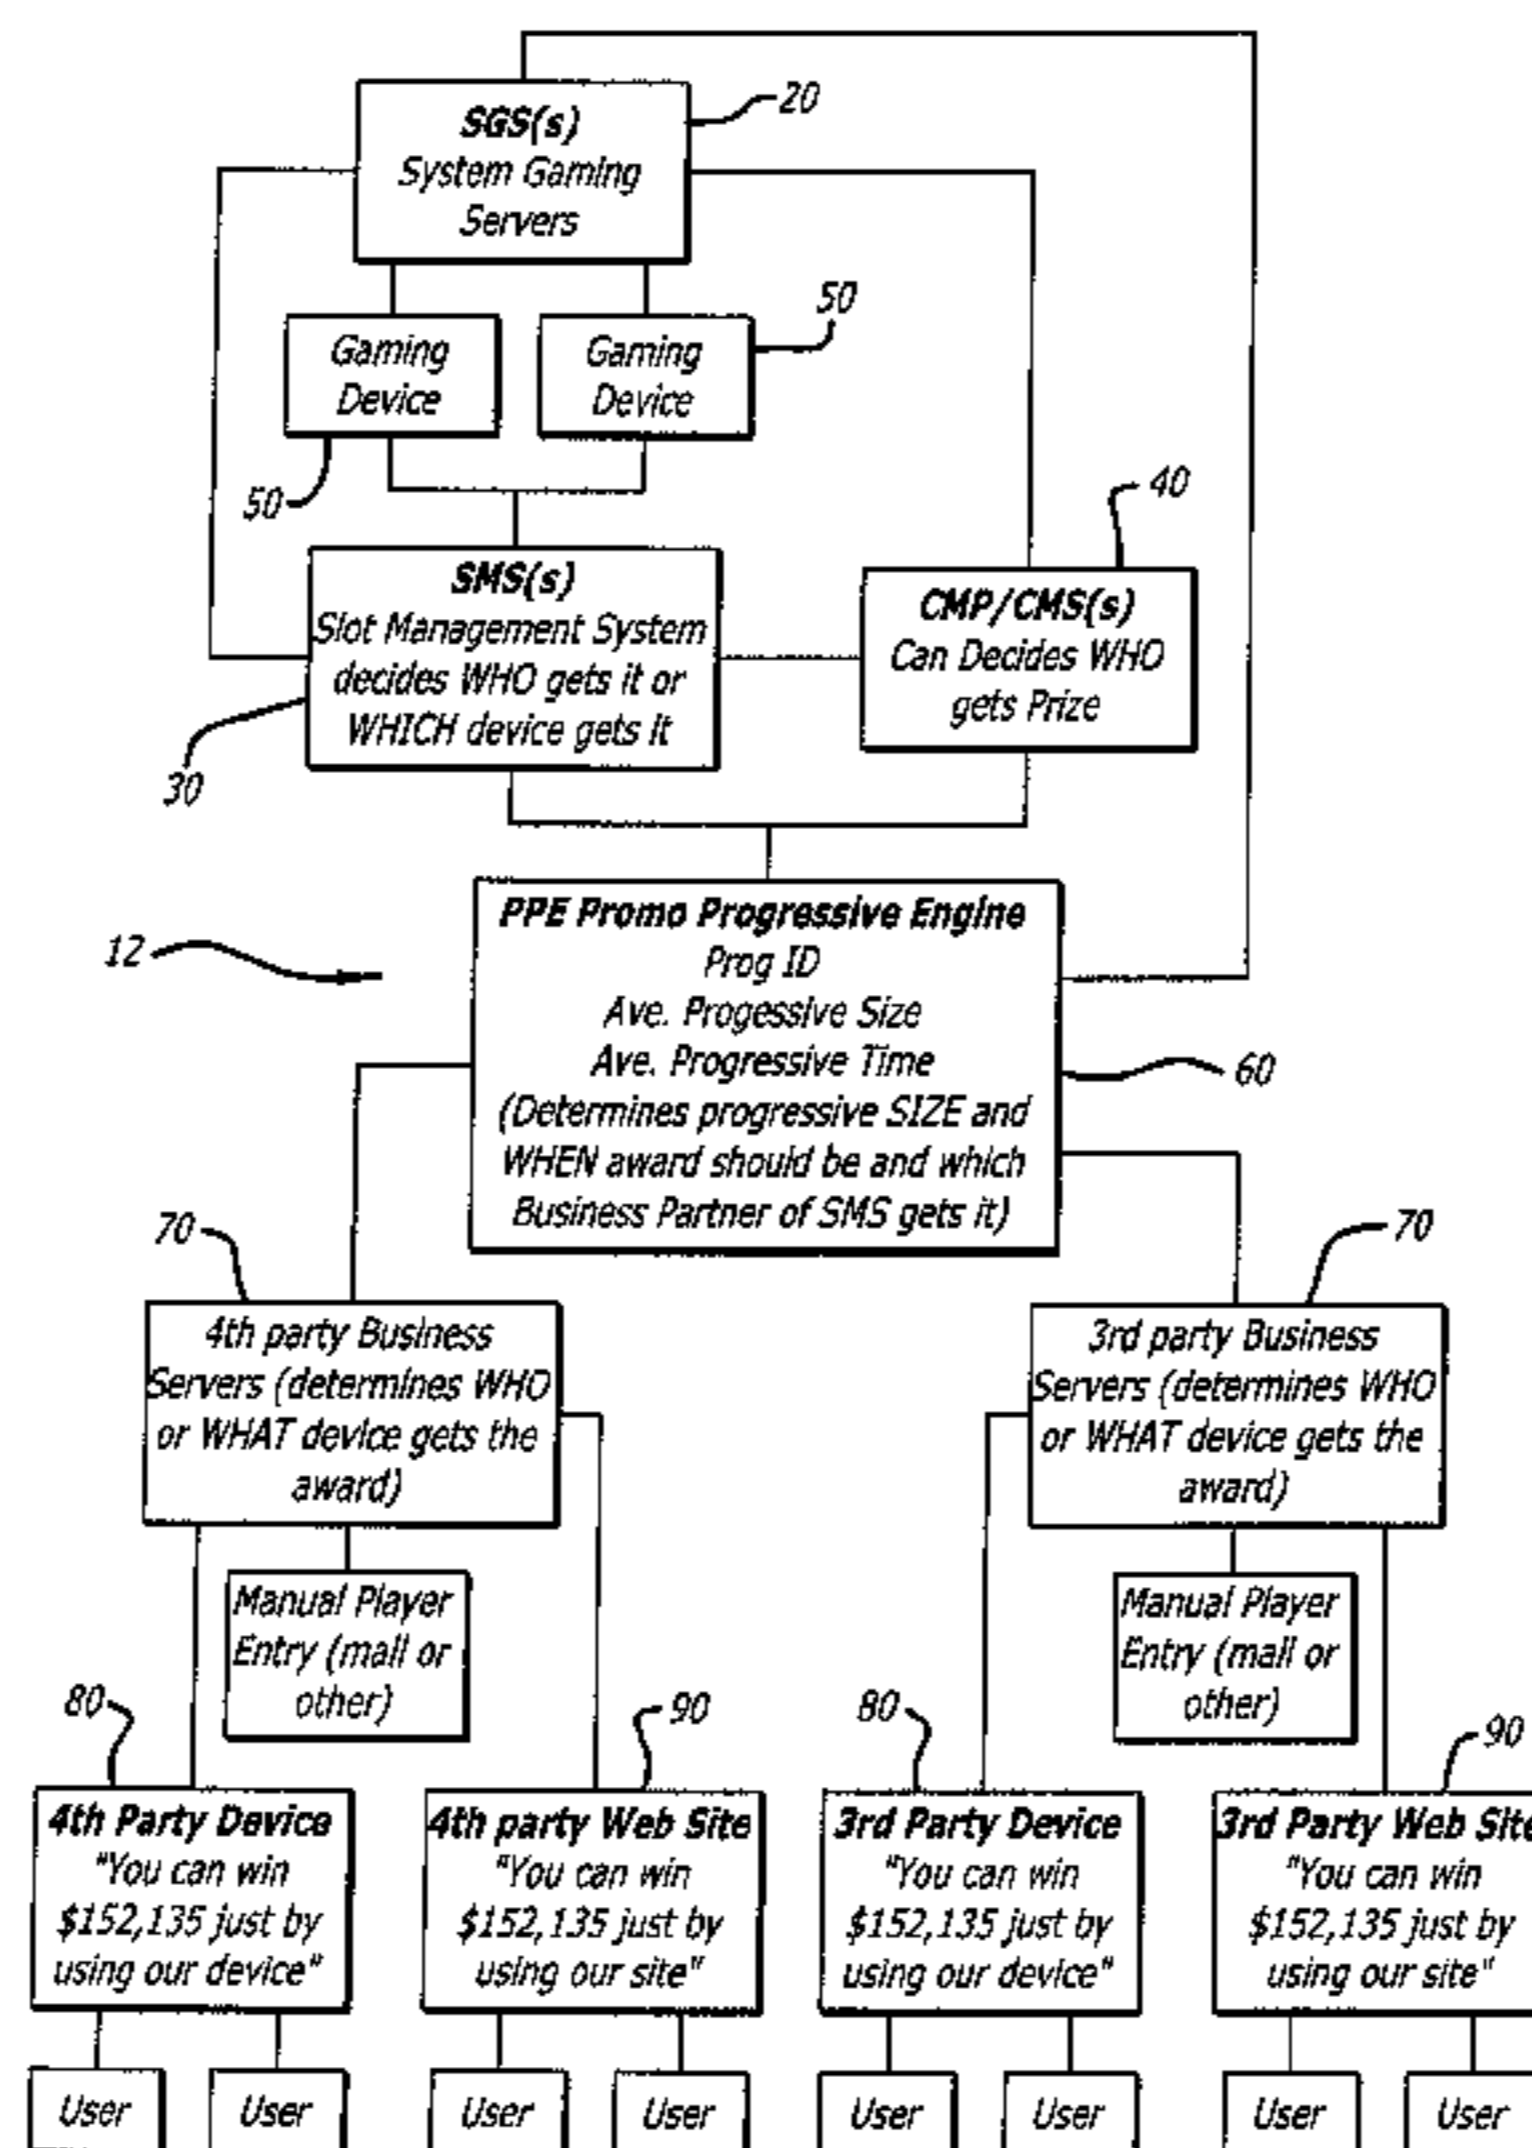 20
SGS(s)
System Gaming
Servers
50
Gaming
Device
Gaming
Device
50
40
SMS(s)
Slot Management System
decides WHO gets it or
WHICH device gets it
30
CMP/CMS(s)
Can Decides WHO
gets Prize
12
PPE Promo Progressive Engine
Prog ID
Ave. Progessive Size
Ave. Progressive Time
(Determines progressive SIZE and
WHEN award should be and which
Business Partner of SMS gets it)
60
70
70
4th party Business
Servers (determines WHO
or WHAT device gets the
award)
3rd party Business
Servers (determines WHO
or WHAT device gets the
award)
Manual Player
Entry (mail or
other)
Manual Player
Entry (mail or
other)
80
90
80
90
4th Party Device
"You can win
$152,135 just by
using our device"
4th party Web Site
"You can win
$152,135 just by
using our site"
3rd Party Device
"You can win
$152,135 just by
using our device"
3rd Party Web Site
"You can win
$152,135 just by
using our site"
User
User
User
User
User
User
User
User